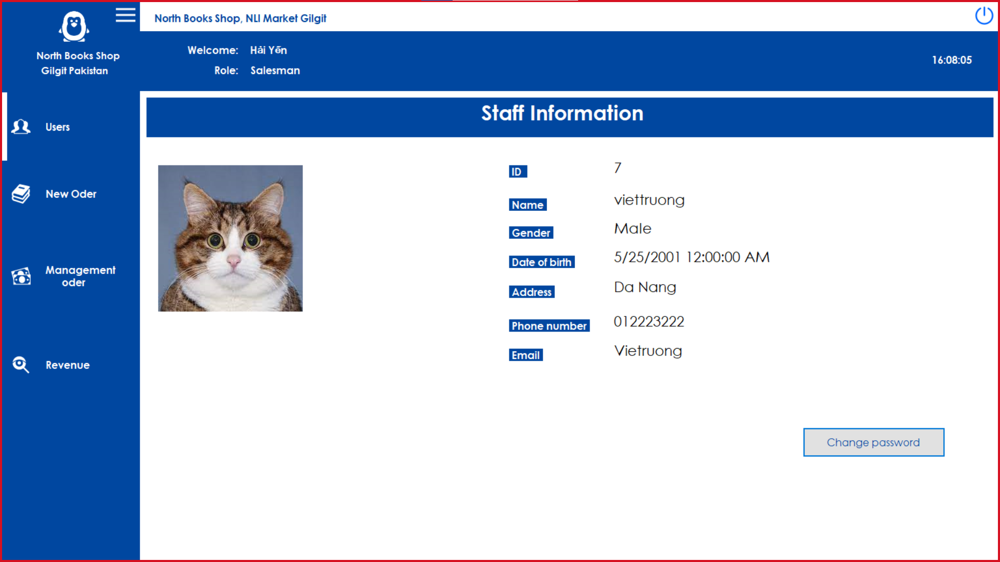 North Books Shop
Gilgit Pakistan
North Books Shop, NLI Market Gilgit
Welcome: Hải Yến
Role: Salesman
16:08:05
Users
New Oder
Management
oder
Revenue
Staff Information
ID 7
Name viettruong
Gender Male
Date of birth 5/25/2001 12:00:00 AM
Address Da Nang
Phone number 012223222
Email Vietruong
Change password